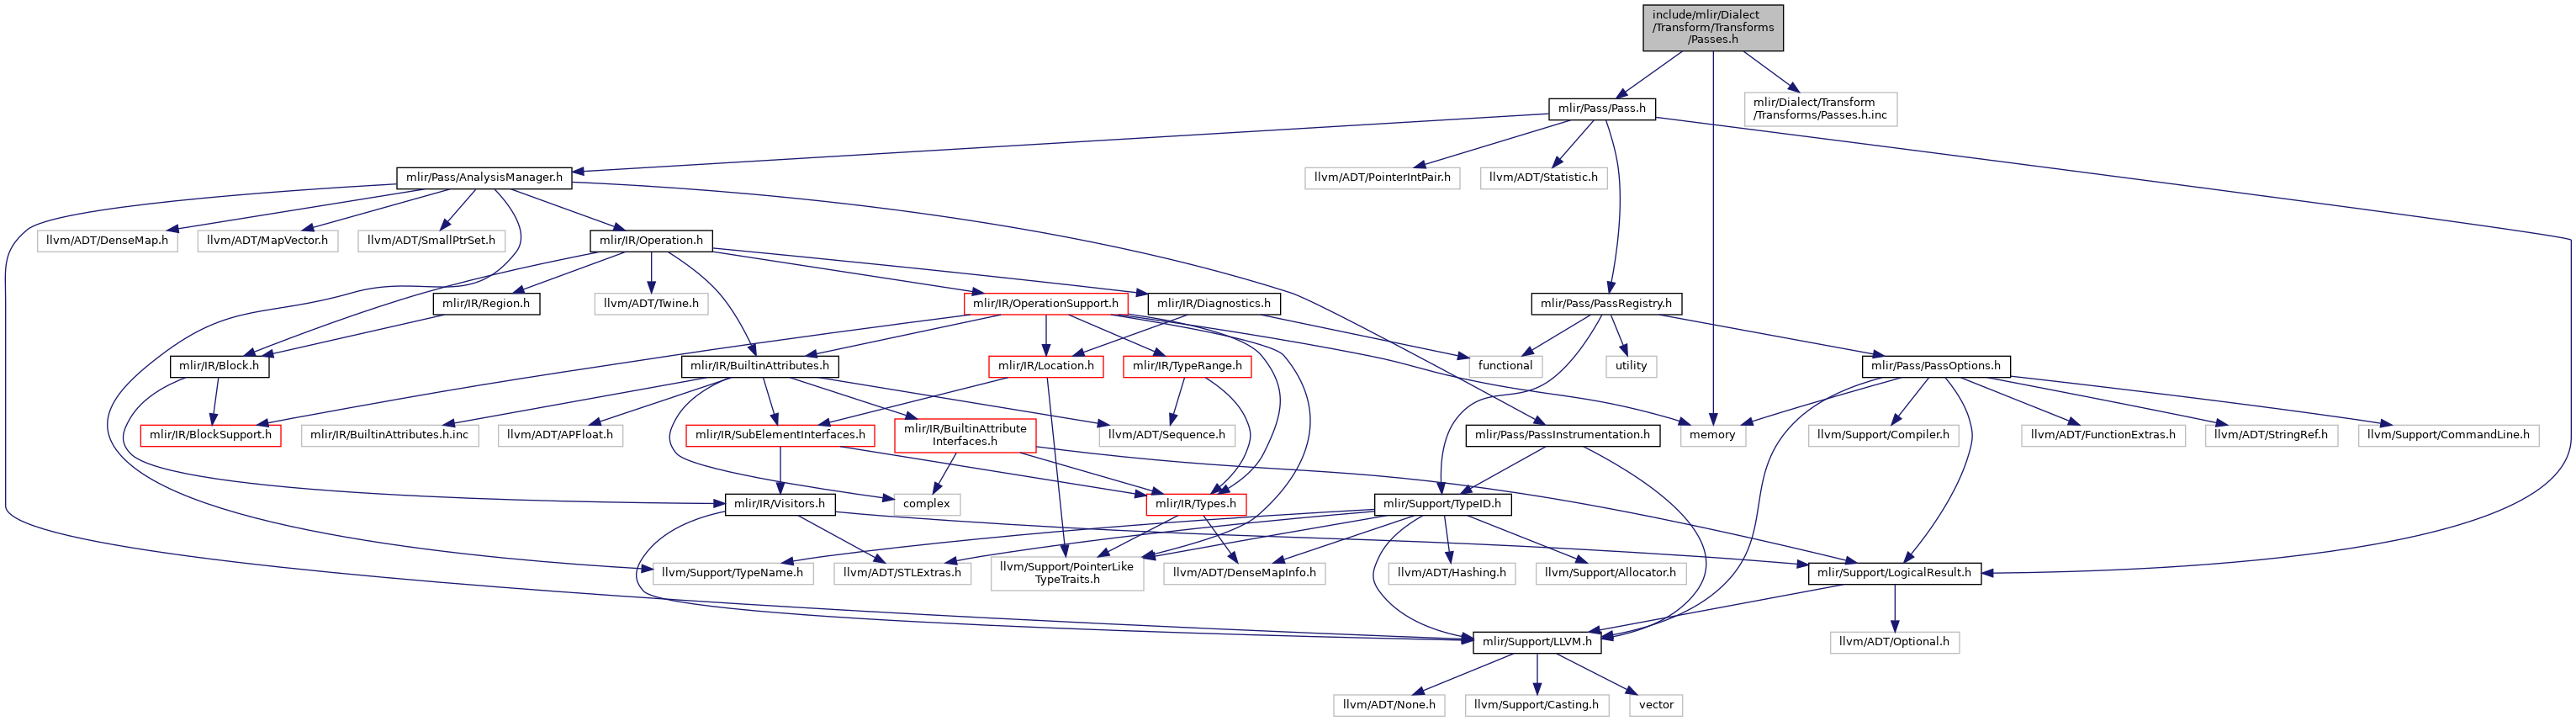 include/mlir/Dialect
/Transform/Transforms
/Passes.h
mlir/Pass/Pass.h
mlir/Dialect/Transform
/Transforms/Passes.h.inc
mlir/Pass/AnalysisManager.h
llvm/ADT/PointerIntPair.h
llvm/ADT/Statistic.h
llvm/ADT/DenseMap.h
llvm/ADT/MapVector.h
llvm/ADT/SmallPtrSet.h
mlir/IR/Operation.h
mlir/IR/Region.h
llvm/ADT/Twine.h
mlir/IR/OperationSupport.h
mlir/IR/Diagnostics.h
mlir/Pass/PassRegistry.h
mlir/IR/Block.h
mlir/IR/BuiltinAttributes.h
mlir/IR/Location.h
mlir/IR/TypeRange.h
functional
utility
mlir/Pass/PassOptions.h
mlir/IR/BlockSupport.h
mlir/IR/BuiltinAttributes.h.inc
llvm/ADT/APFloat.h
mlir/IR/SubElementInterfaces.h
mlir/IR/BuiltinAttribute
Interfaces.h
llvm/ADT/Sequence.h
mlir/Pass/PassInstrumentation.h
memory
llvm/Support/Compiler.h
llvm/ADT/FunctionExtras.h
llvm/ADT/StringRef.h
llvm/Support/CommandLine.h
mlir/IR/Visitors.h
complex
mlir/IR/Types.h
mlir/Support/TypeID.h
llvm/Support/TypeName.h
llvm/ADT/STLExtras.h
llvm/Support/PointerLike
TypeTraits.h
llvm/ADT/DenseMapInfo.h
llvm/ADT/Hashing.h
llvm/Support/Allocator.h
mlir/Support/LogicalResult.h
mlir/Support/LLVM.h
llvm/ADT/Optional.h
llvm/ADT/None.h
llvm/Support/Casting.h
vector